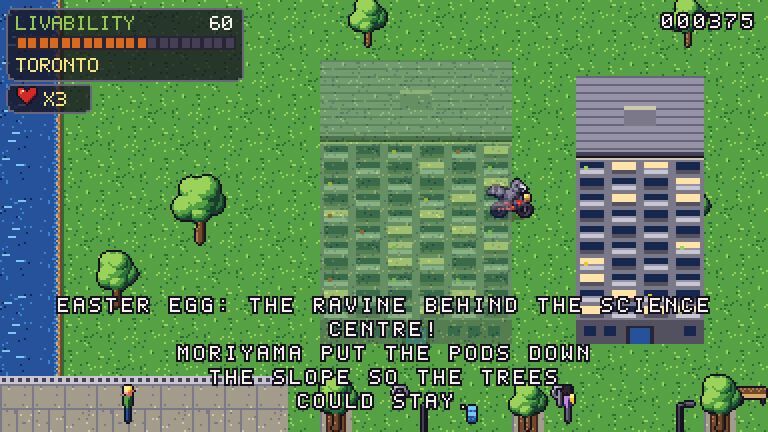 LIVABILITY 60
000375
TORONTO
X3
EASTER EGG: THE RAVINE BEHIND THE SCIENCE
CENTRE!
MORIYAMA PUT THE PODS DOWN
THE SLOPE SO THE TREES
COULD STAY.